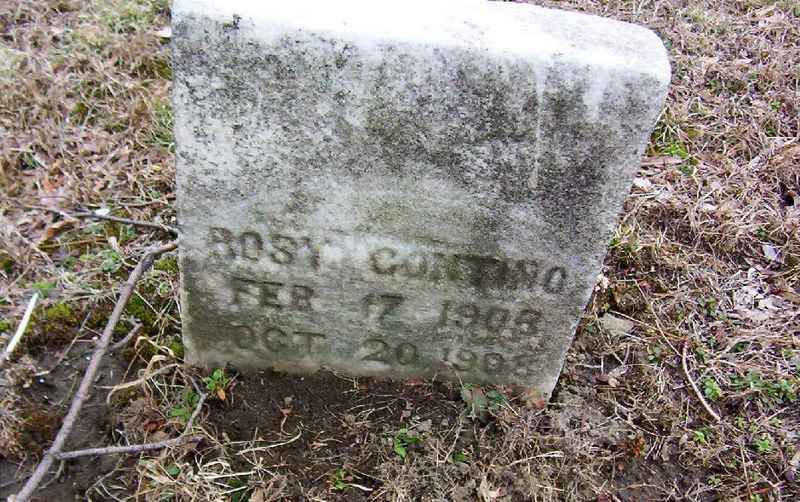 ROSY CONTINO
FEB 17 1908
OCT 20 1908